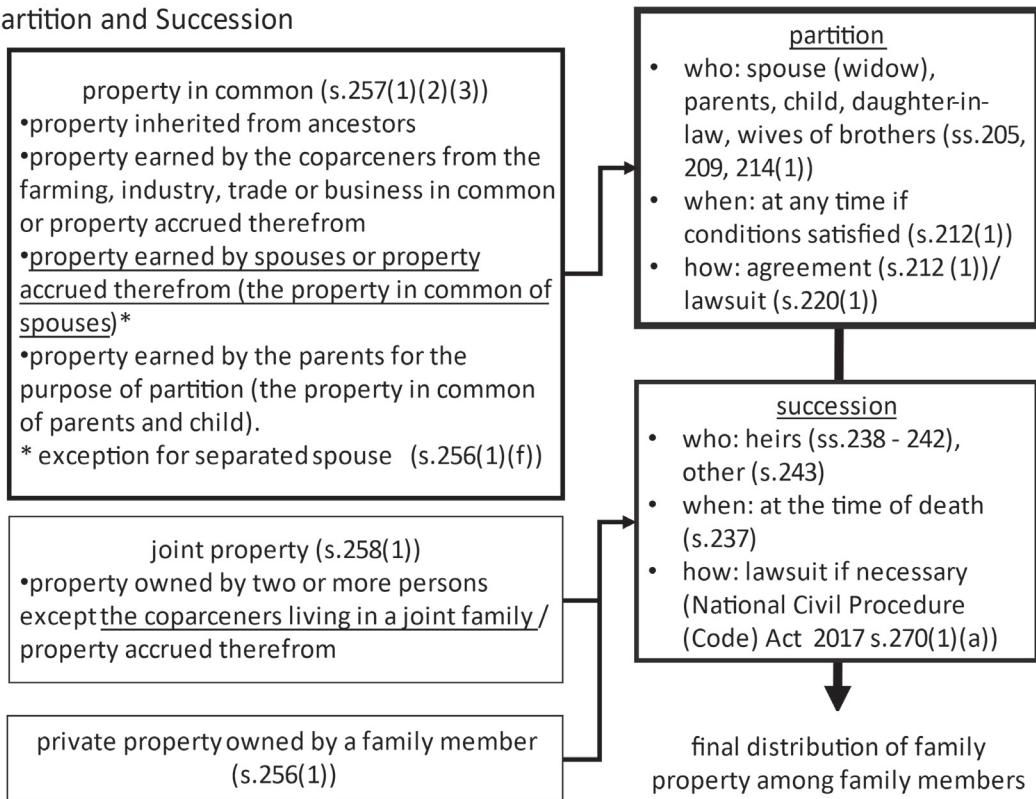 artition and Succession
property in common (s.257(1)(2)(3))
•property inherited from ancestors
•property earned by the coparceners from the
farming, industry, trade or business in common
or property accrued therefrom
•property earned by spouses or property
accrued therefrom (the property in common of
spouses)*
•property earned by the parents for the
purpose of partition (the property in common
of parents and child).
* exception for separated spouse (s.256(1)(f))
joint property (s.258(1))
•property owned by two or more persons
except the coparceners living in a joint family /
property accrued therefrom
private property owned by a family member
(s.256(1))
partition
• who: spouse (widow),
parents, child, daughter-in-
law, wives of brothers (ss.205,
209, 214(1))
• when: at any time if
conditions satisfied (s.212(1))
• how: agreement (s.212 (1))/
lawsuit (s.220(1))
succession
• who: heirs (ss.238 - 242),
other (s.243)
• when: at the time of death
(s.237)
• how: lawsuit if necessary
(National Civil Procedure
(Code) Act 2017 s.270(1)(a))
final distribution of family
property among family members